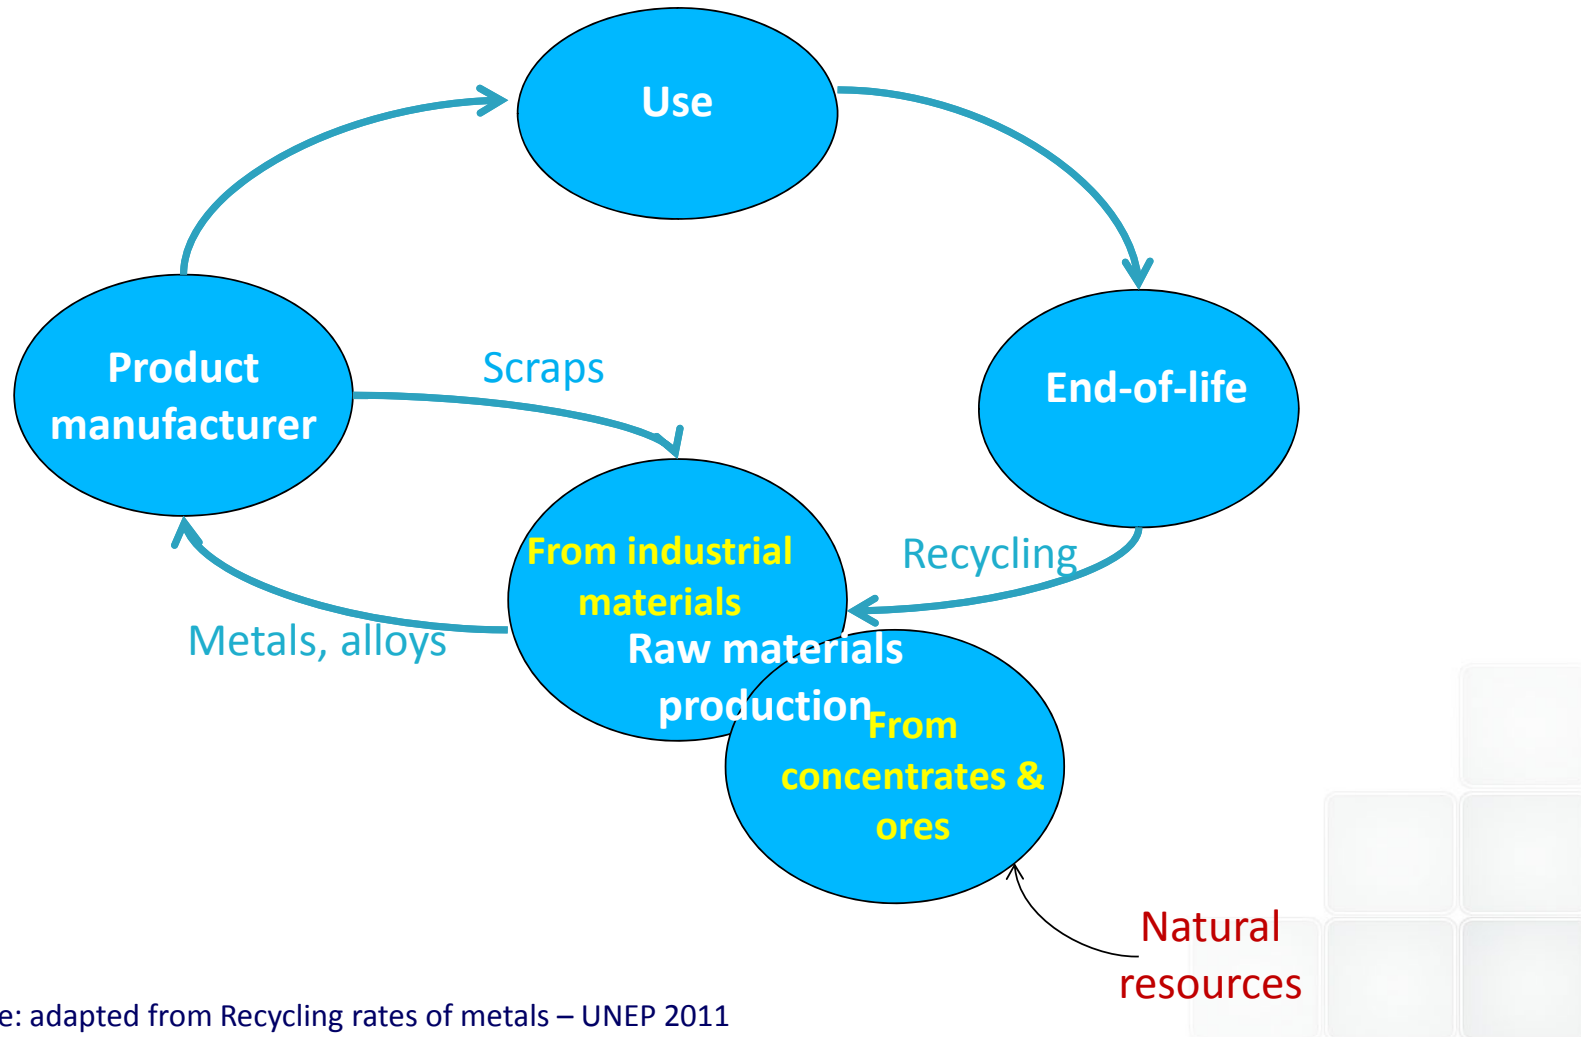 Use
Product
manufacturer
Scraps
End-of-life
From industrial
materials
Recycling
Metals, alloys
Raw materials
production
From
concentrates &
ores
Natural
resources
e: adapted from Recycling rates of metals – UNEP 2011